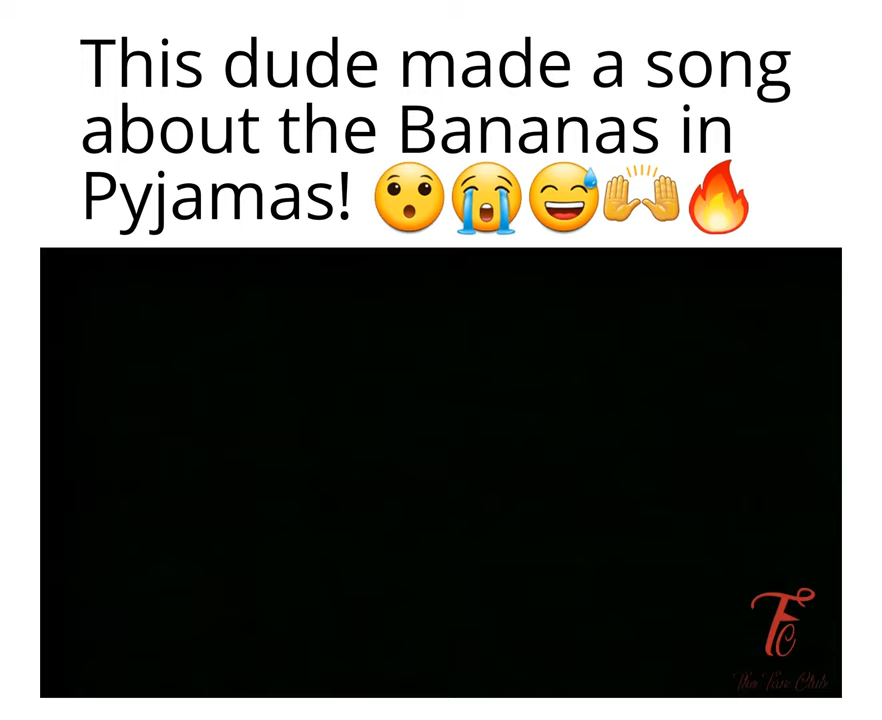 This dude made a song
about the Bananas in
Pyjamas! 😯😭😅🙌🔥
Fc
The Fan Club